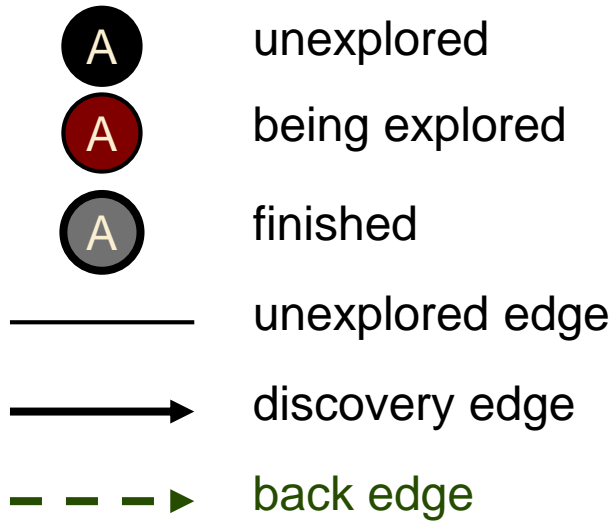 A unexplored
A being explored
A finished
unexplored edge
discovery edge
back edge